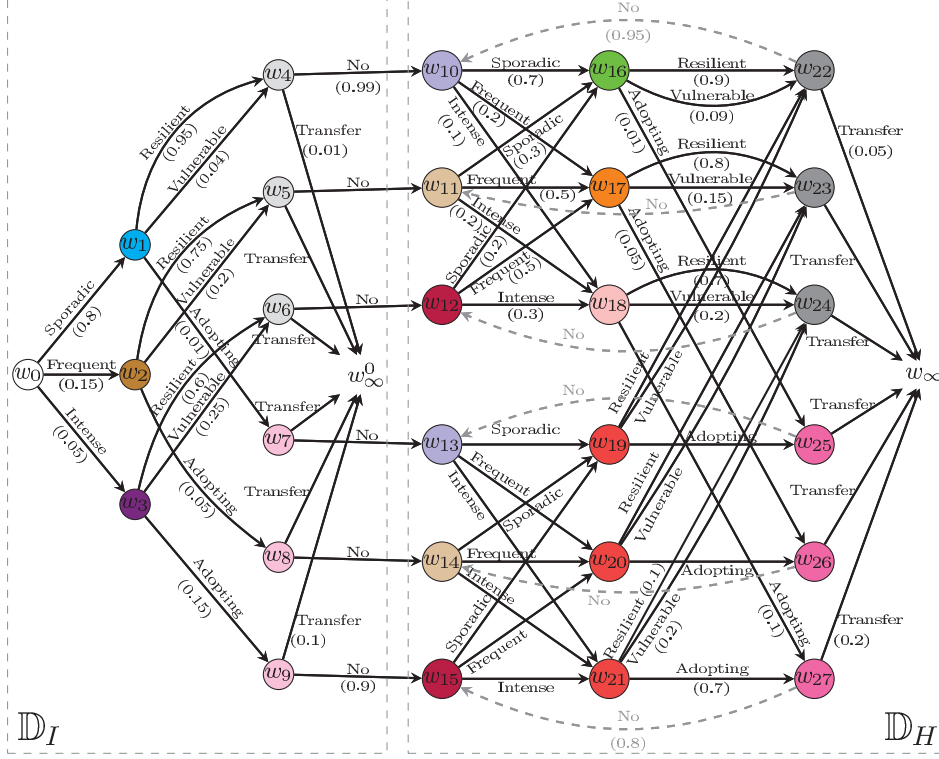 No
(0.95)
w4
No
(0.99)
w10
Sporadic
(0.7)
w16
Resilient
(0.9)
Vulnerable
(0.09)
w22
Resilient
(0.95)
Vulnerable
(0.04)
Transfer
(0.01)
Frequent
(0.2)
Intense
(0.1)
Sporadic
(0.3)
Adopting
(0.01)
Transfer
(0.05)
w5
No
w11
Frequent
(0.5)
w17
Resilient
(0.8)
Vulnerable
(0.15)
No
w23
w1
Resilient
(0.75)
Vulnerable
(0.2)
Transfer
Intense
(0.2)
Sporadic
(0.2)
Frequent
(0.5)
Adopting
(0.05)
Transfer
Sporadic
(0.8)
w6
No
w12
Intense
(0.3)
w18
Resilient
(0.7)
Vulnerable
(0.2)
No
w24
Adopting
(0.01)
Transfer
Transfer
w0
Frequent
(0.15)
w2
Resilient
(0.6)
Vulnerable
(0.25)
w⁰∞
Resilient
Vulnerable
w∞
Intense
(0.05)
Transfer
w7
No
w13
Sporadic
w19
Adopting
No
w25
Transfer
w3
Adopting
(0.05)
Transfer
Frequent
Intense
Sporadic
Resilient
Vulnerable
Transfer
w8
No
w14
Frequent
Intense
w20
Adopting
No
w26
Adopting
(0.15)
Transfer
(0.1)
Sporadic
Frequent
Resilient (0.1)
Vulnerable
(0.2)
Adopting
(0.1)
Transfer
(0.2)
w9
No
(0.9)
w15
Intense
w21
Adopting
(0.7)
w27
No
(0.8)
𝔻I
𝔻H